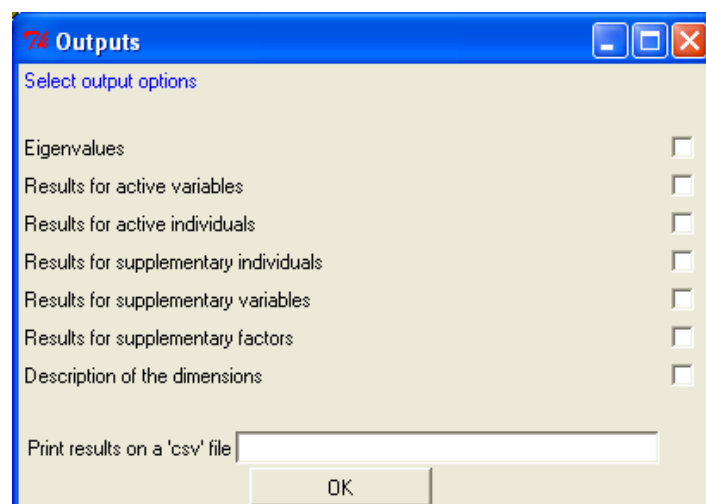 7% Outputs
Select output options
Eigenvalues
Results for active variables
Results for active individuals
Results for supplementary individuals
Results for supplementary variables
Results for supplementary factors
Description of the dimensions
Print results on a 'csv' file
OK